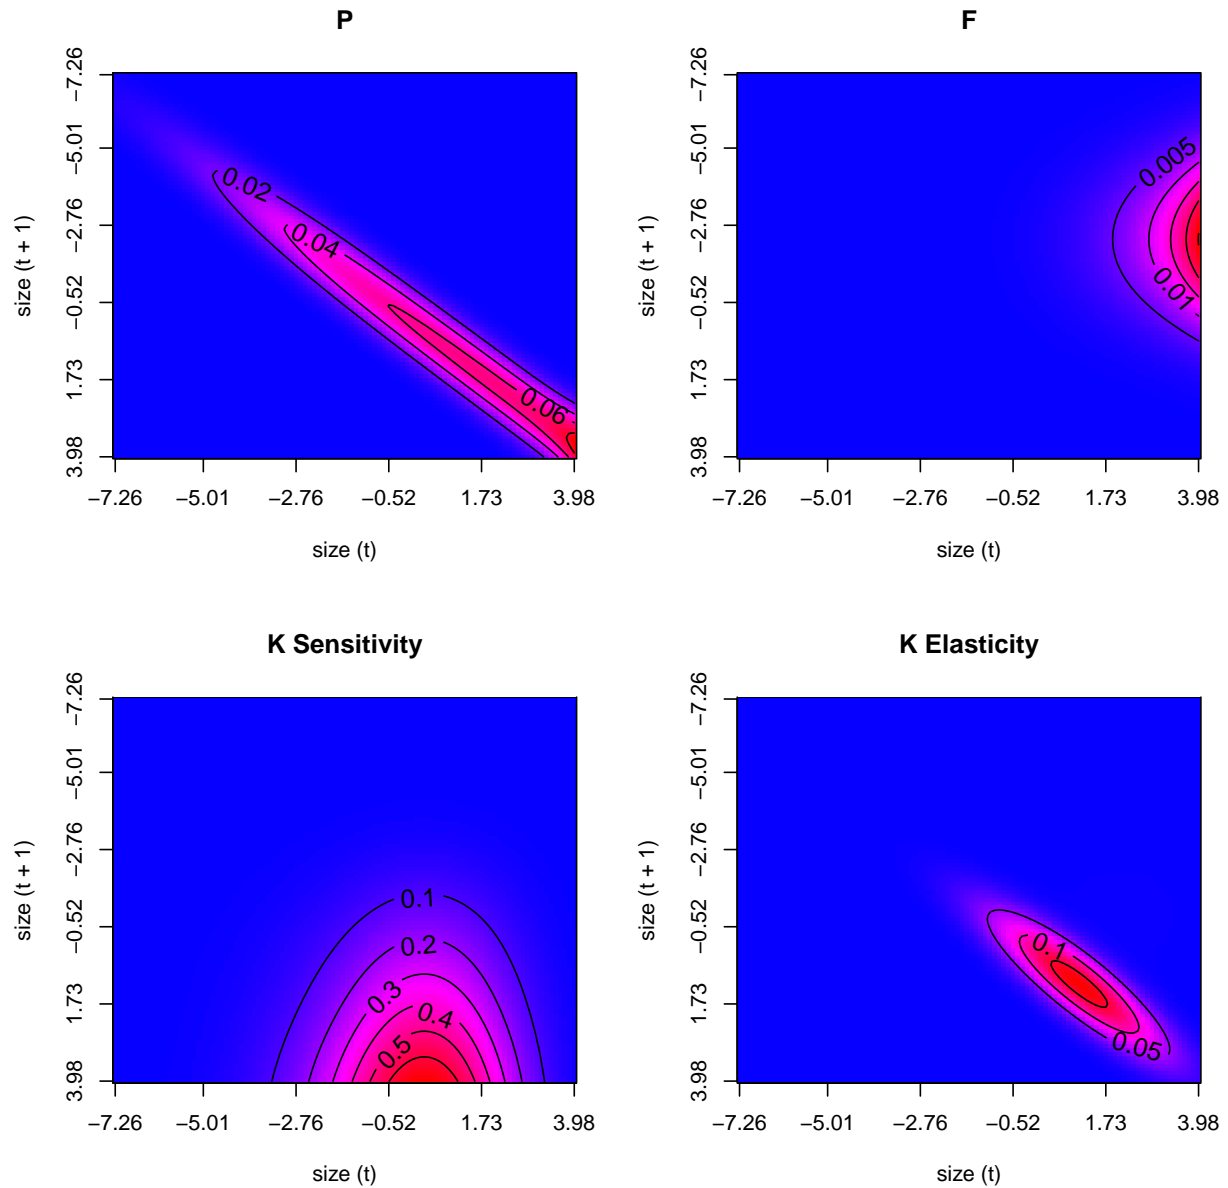 P
size (t + 1)
−7.26
−5.01
−2.76
−0.52
1.73
3.98
0.02
0.04
0.06
−7.26 −5.01 −2.76 −0.52 1.73 3.98
size (t)
F
size (t + 1)
−7.26
−5.01
−2.76
−0.52
1.73
3.98
0.005
0.01
−7.26 −5.01 −2.76 −0.52 1.73 3.98
size (t)
K Sensitivity
size (t + 1)
−7.26
−5.01
−2.76
−0.52
1.73
3.98
0.1
0.2
0.3
0.4
0.5
−7.26 −5.01 −2.76 −0.52 1.73 3.98
size (t)
K Elasticity
size (t + 1)
−7.26
−5.01
−2.76
−0.52
1.73
3.98
0.1
0.05
−7.26 −5.01 −2.76 −0.52 1.73 3.98
size (t)